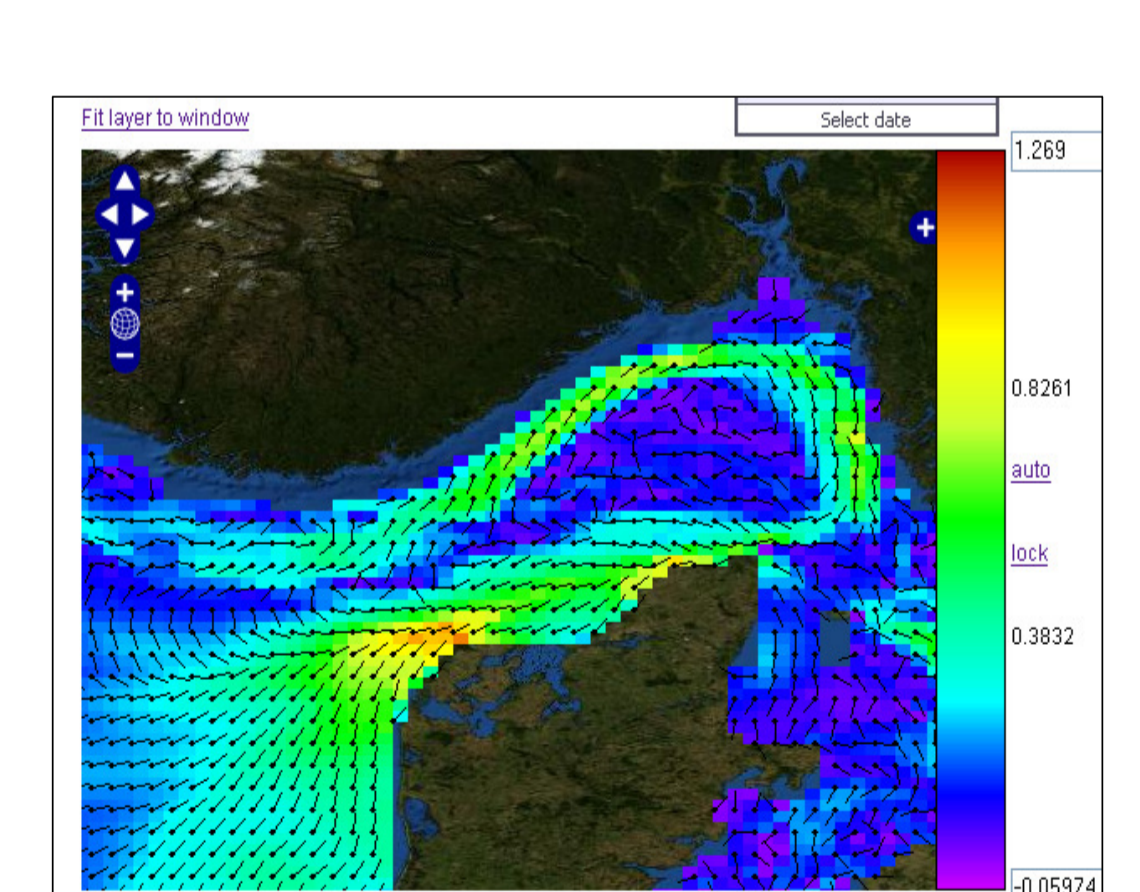 Fit layer to window
Select date
1.269
0.8261
auto
lock
0.3832
-0.05974